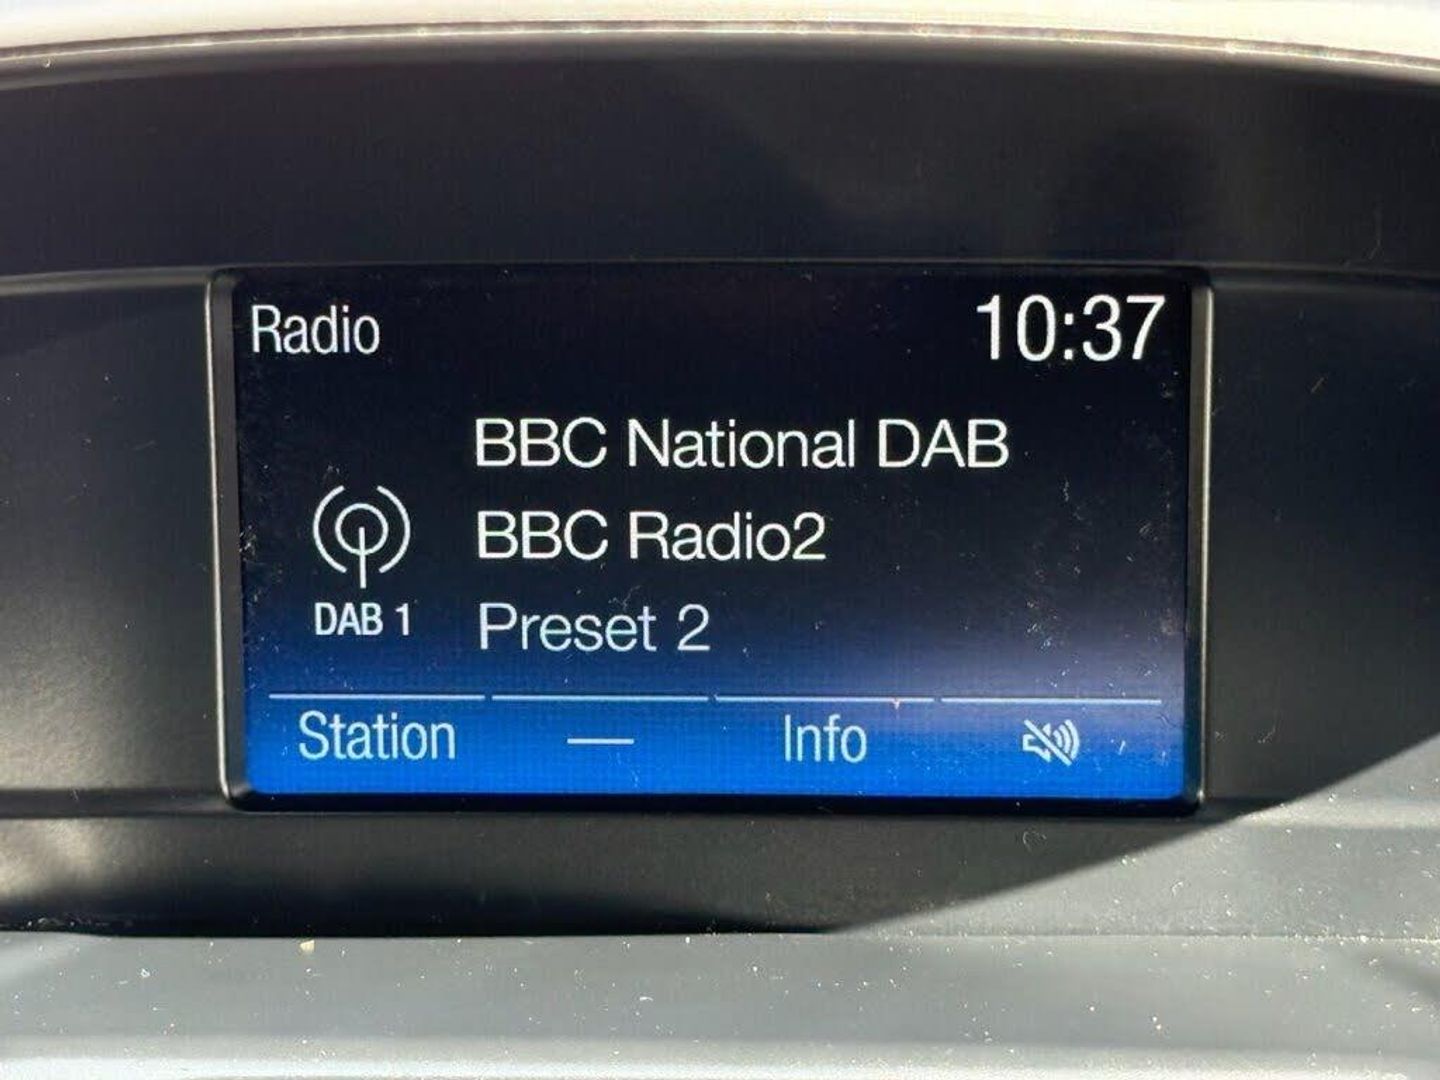 Radio
10:37
BBC National DAB
BBC Radio2
DAB 1
Preset 2
Station
—
Info